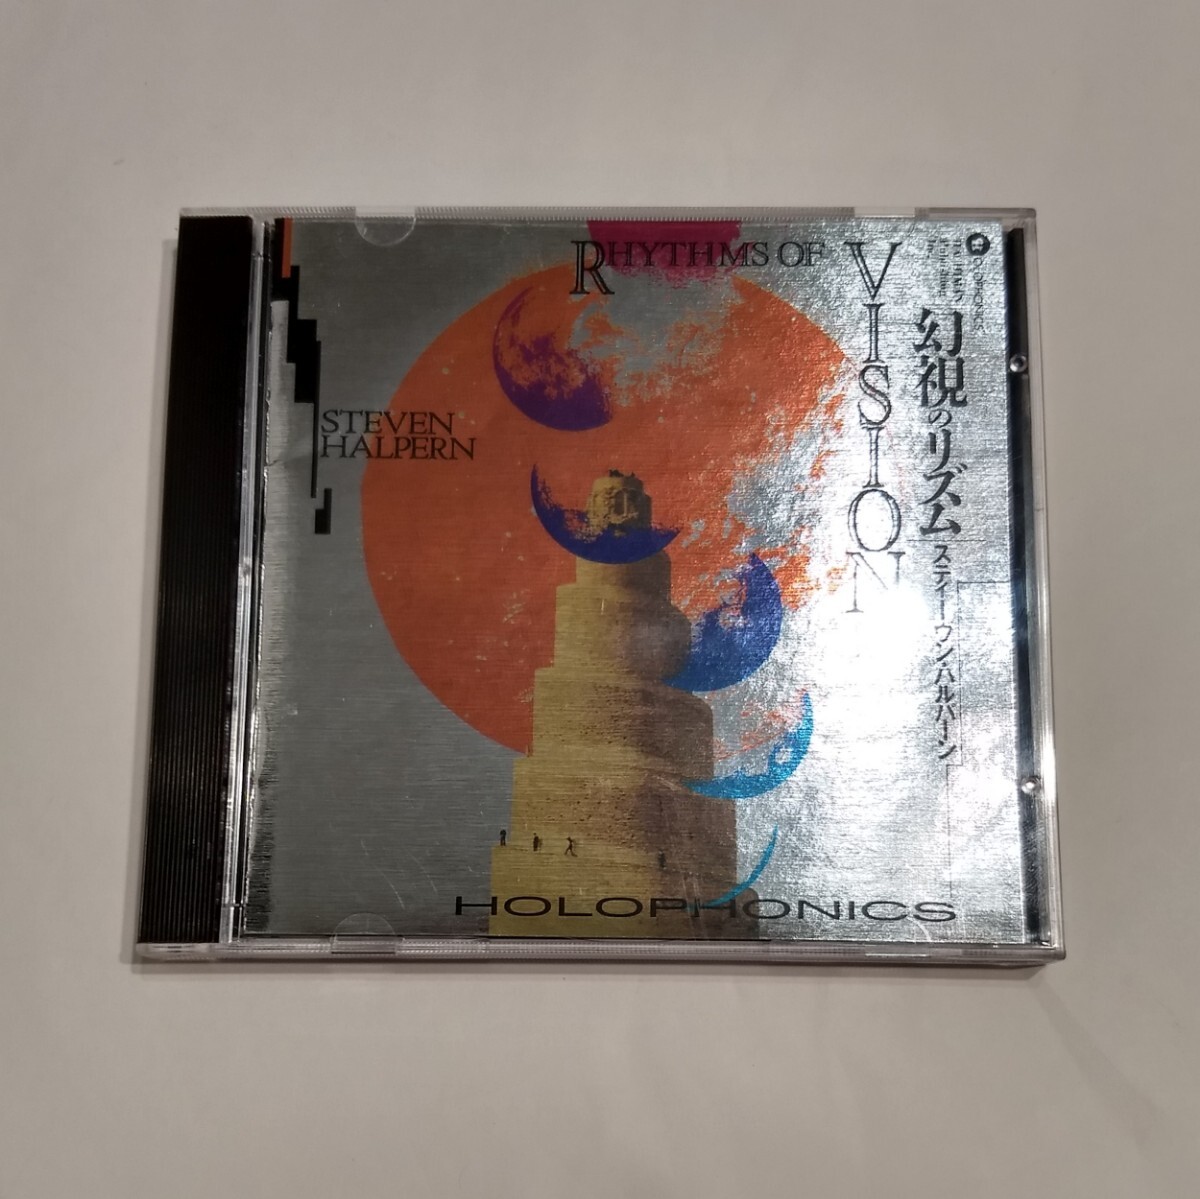 RHYTHMS OF
VISION
幻視のリズム
スティーヴン・ハルパーン
STEVEN
HALPERN
HOLOPHONICS